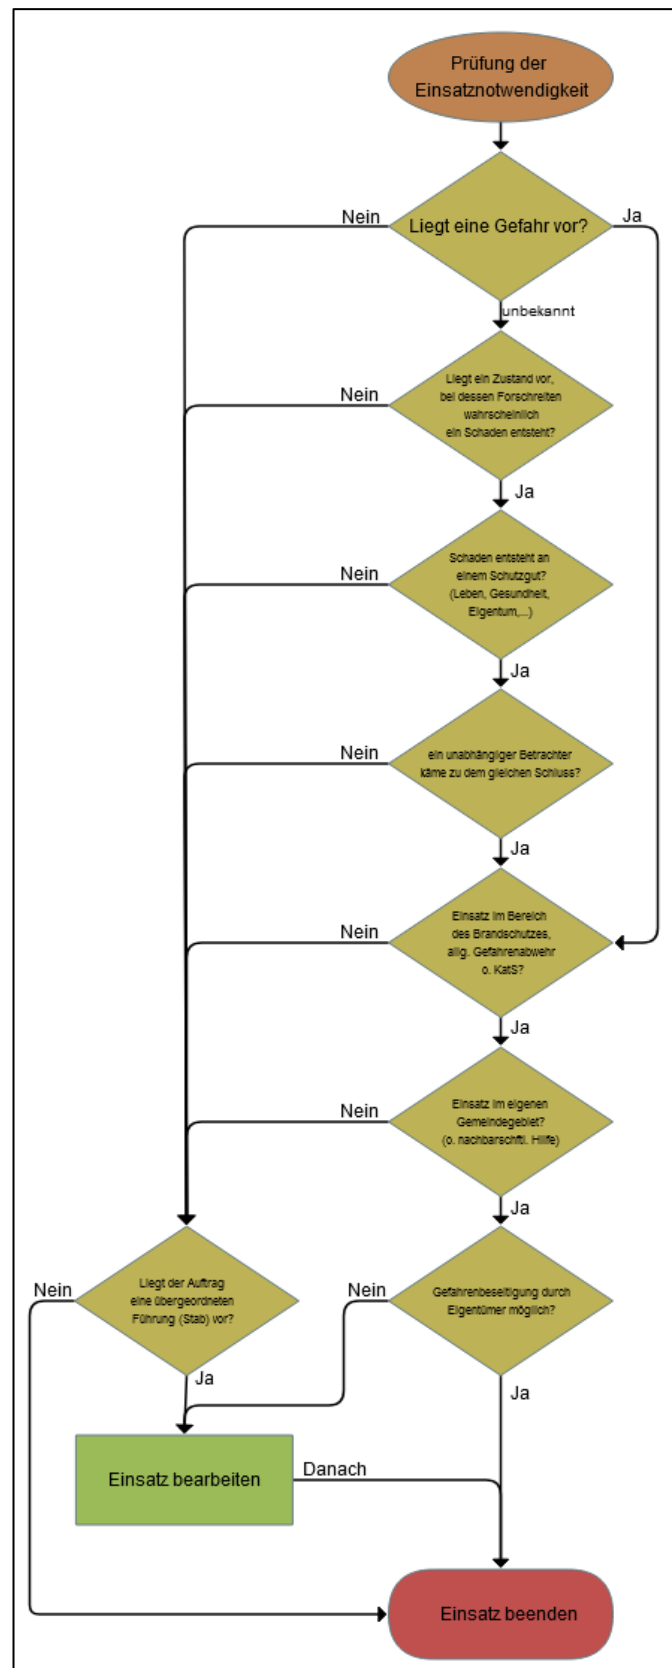 Prüfung der
Einsatznotwendigkeit
Nein
Ja
Liegt eine Gefahr vor?
unbekannt
Nein
Liegt ein Zustand vor,
bei dessen Forschreiten
wahrscheinlich
ein Schaden entsteht?
Ja
Nein
Schaden entsteht an
einem Schutzgut?
(Leben, Gesundheit,
Eigentum,...)
Ja
Nein
ein unabhängiger Betrachter
käme zu dem gleichen Schluss?
Ja
Nein
Einsatz im Bereich
des Brandschutzes,
allg. Gefahrenabwehr
o. KatS?
Ja
Nein
Einsatz im eigenen
Gemeindegebiet?
(o. nachbarschftl. Hilfe)
Ja
Nein
Liegt der Auftrag
eine übergeordneten
Führung (Stab) vor?
Nein
Gefahrenbeseitigung durch
Eigentümer möglich?
Ja
Ja
Einsatz bearbeiten
Danach
Einsatz beenden